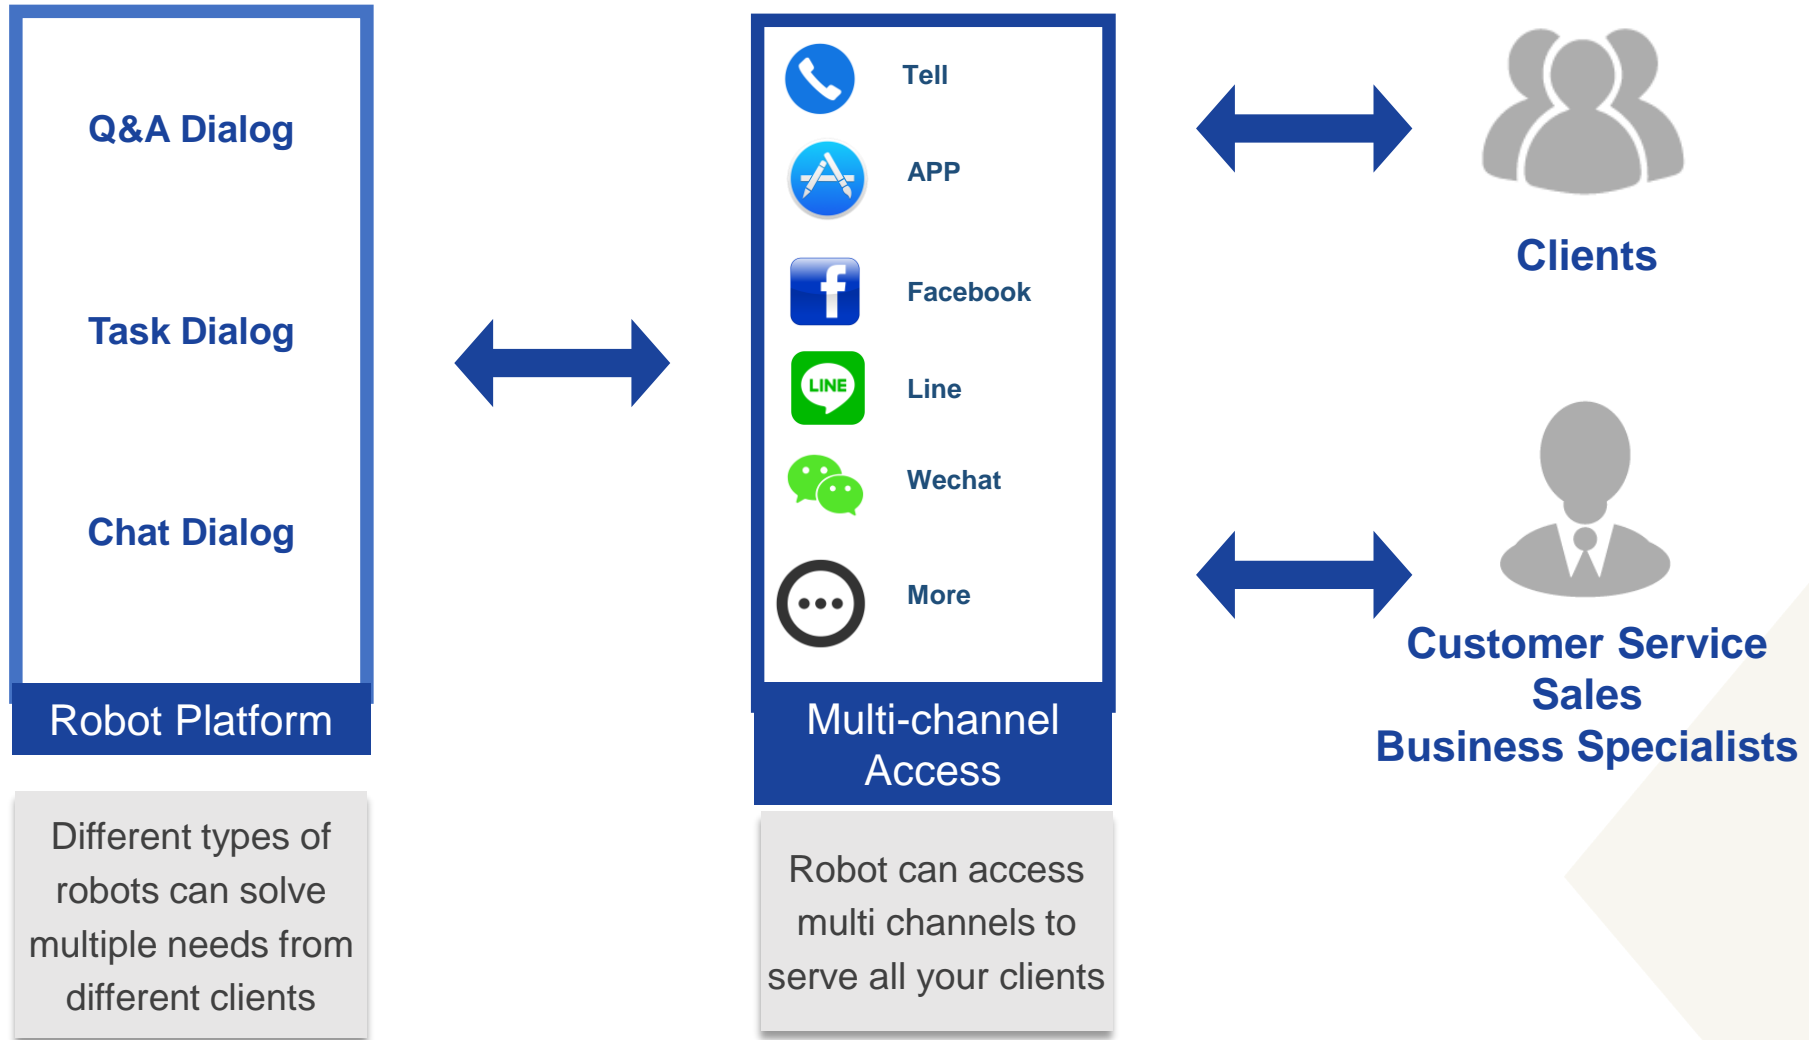 Q&A Dialog
Task Dialog
Chat Dialog
Robot Platform
Different types of
robots can solve
multiple needs from
different clients
Tell
APP
Facebook
LINE
Line
Wechat
More
Multi-channel
Access
Robot can access
multi channels to
serve all your clients
Clients
Customer Service
Sales
Business Specialists